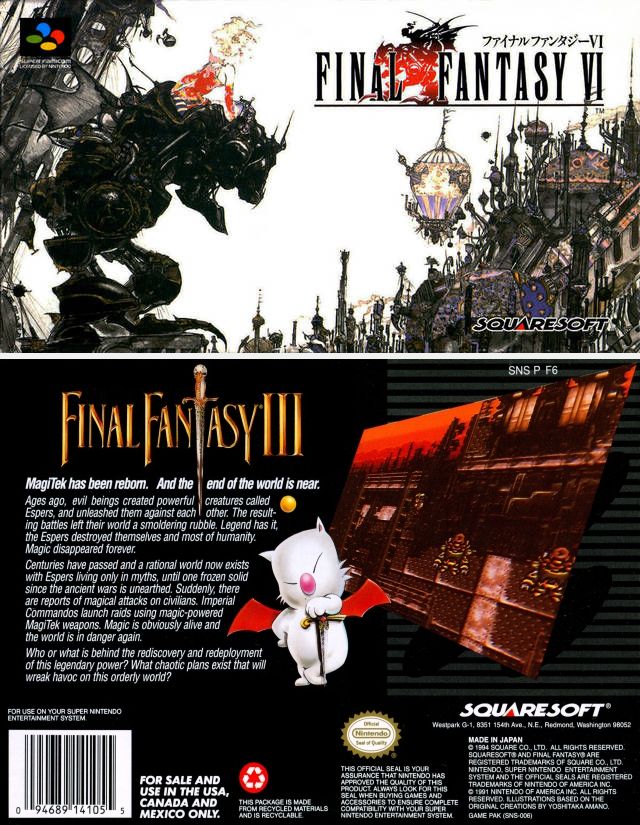 SUPER Famicom
LICENSED BY NINTENDO
ファイナルファンタジーVI
FINAL FANTASY VI
TM
SQUARESOFT
SNS P F6
FINAL FANTASY® III
MagiTek has been reborn. And the end of the world is near.
Ages ago, evil beings created powerful creatures called
Espers, and unleashed them against each other. The result-
ing battles left their world a smoldering rubble. Legend has it,
the Espers destroyed themselves and most of humanity.
Magic disappeared forever.
Centuries have passed and a rational world now exists
with Espers living only in myths, until one frozen solid
since the ancient wars is unearthed. Suddenly, there
are reports of magical attacks on civilians. Imperial
Commandos launch raids using magic-powered
MagiTek weapons. Magic is obviously alive and
the world is in danger again.
Who or what is behind the rediscovery and redeployment
of this legendary power? What chaotic plans exist that will
wreak havoc on this orderly world?
FOR USE ON YOUR SUPER NINTENDO
ENTERTAINMENT SYSTEM.
0 94689 14105 5
FOR SALE AND
USE IN THE USA,
CANADA AND
MEXICO ONLY.
THIS PACKAGE IS MADE
FROM RECYCLED MATERIALS
AND IS RECYCLABLE.
Official
Nintendo
Seal of Quality
THIS OFFICIAL SEAL IS YOUR
ASSURANCE THAT NINTENDO HAS
APPROVED THE QUALITY OF THIS
PRODUCT. ALWAYS LOOK FOR THIS
SEAL WHEN BUYING GAMES AND
ACCESSORIES TO ENSURE COMPLETE
COMPATIBILITY WITH YOUR SUPER
NINTENDO ENTERTAINMENT SYSTEM.
SQUARESOFT®
Westpark G-1, 8351 154th Ave., N.E., Redmond, Washington 98052
MADE IN JAPAN
© 1994 SQUARE CO., LTD. ALL RIGHTS RESERVED.
SQUARESOFT® AND FINAL FANTASY® ARE
REGISTERED TRADEMARKS OF SQUARE CO., LTD.
NINTENDO, SUPER NINTENDO ENTERTAINMENT
SYSTEM AND THE OFFICIAL SEALS ARE REGISTERED
TRADEMARKS OF NINTENDO OF AMERICA INC.
© 1991 NINTENDO OF AMERICA INC. ALL RIGHTS
RESERVED. ILLUSTRATIONS BASED ON THE
ORIGINAL CREATIONS BY YOSHITAKA AMANO.
GAME PAK (SNS-006)